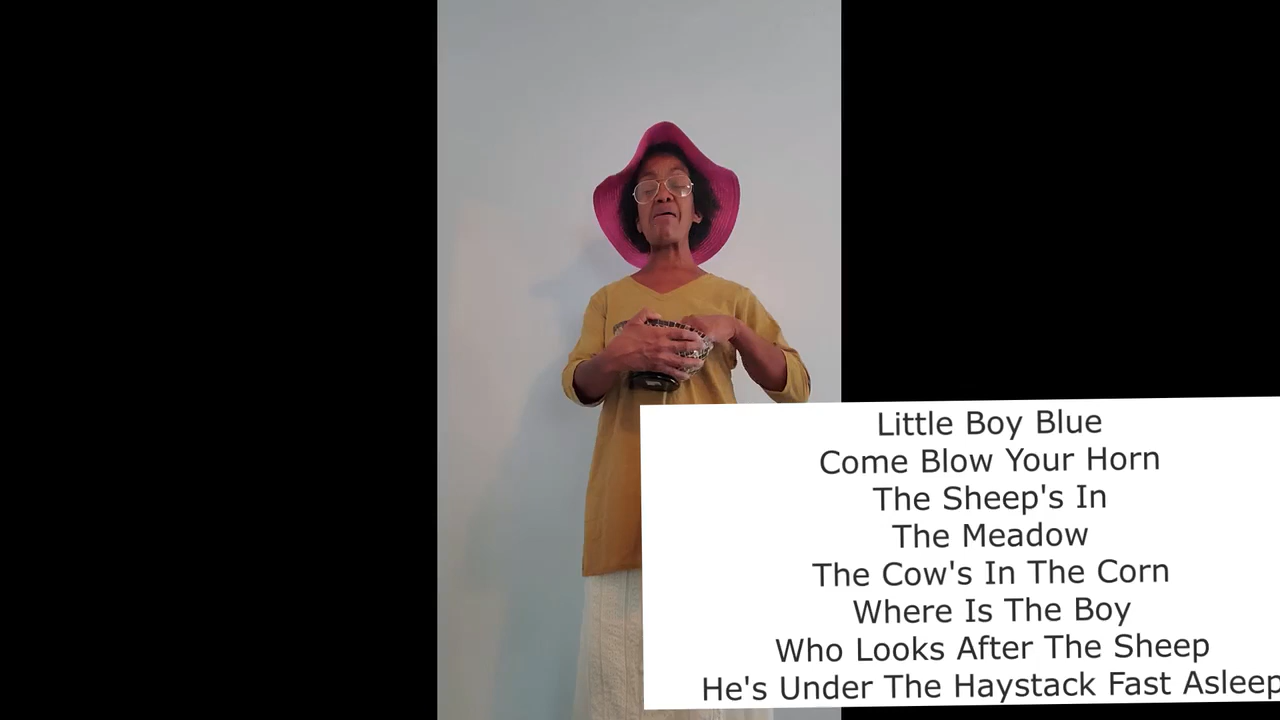 Little Boy Blue
Come Blow Your Horn
The Sheep's In
The Meadow
The Cow's In The Corn
Where Is The Boy
Who Looks After The Sheep
He's Under The Haystack Fast Asleep